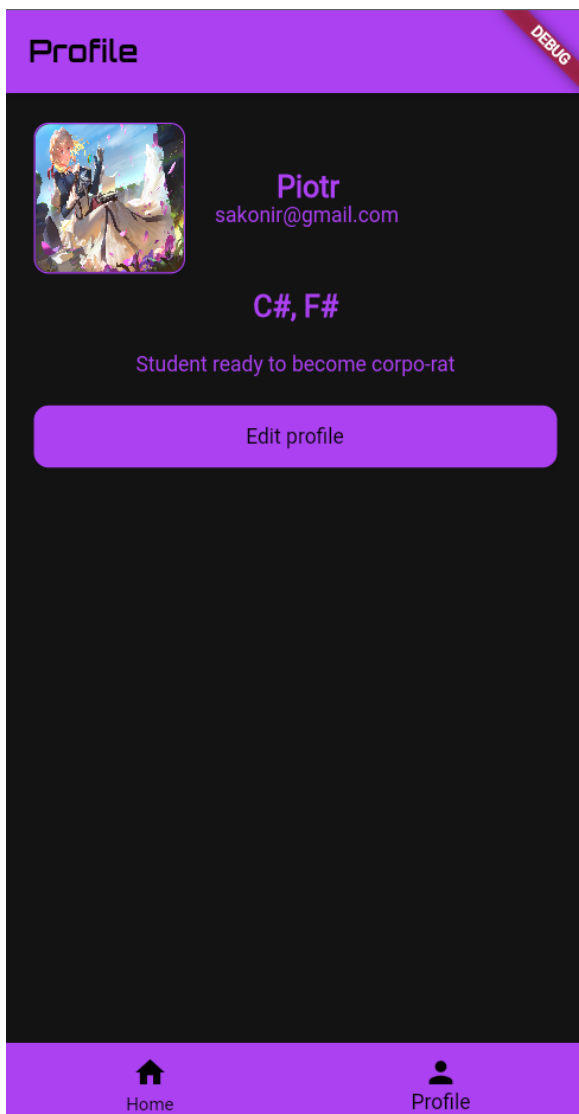 Profile
DEBUG
Piotr
sakonir@gmail.com
C#, F#
Student ready to become corpo-rat
Edit profile
Home
Profile